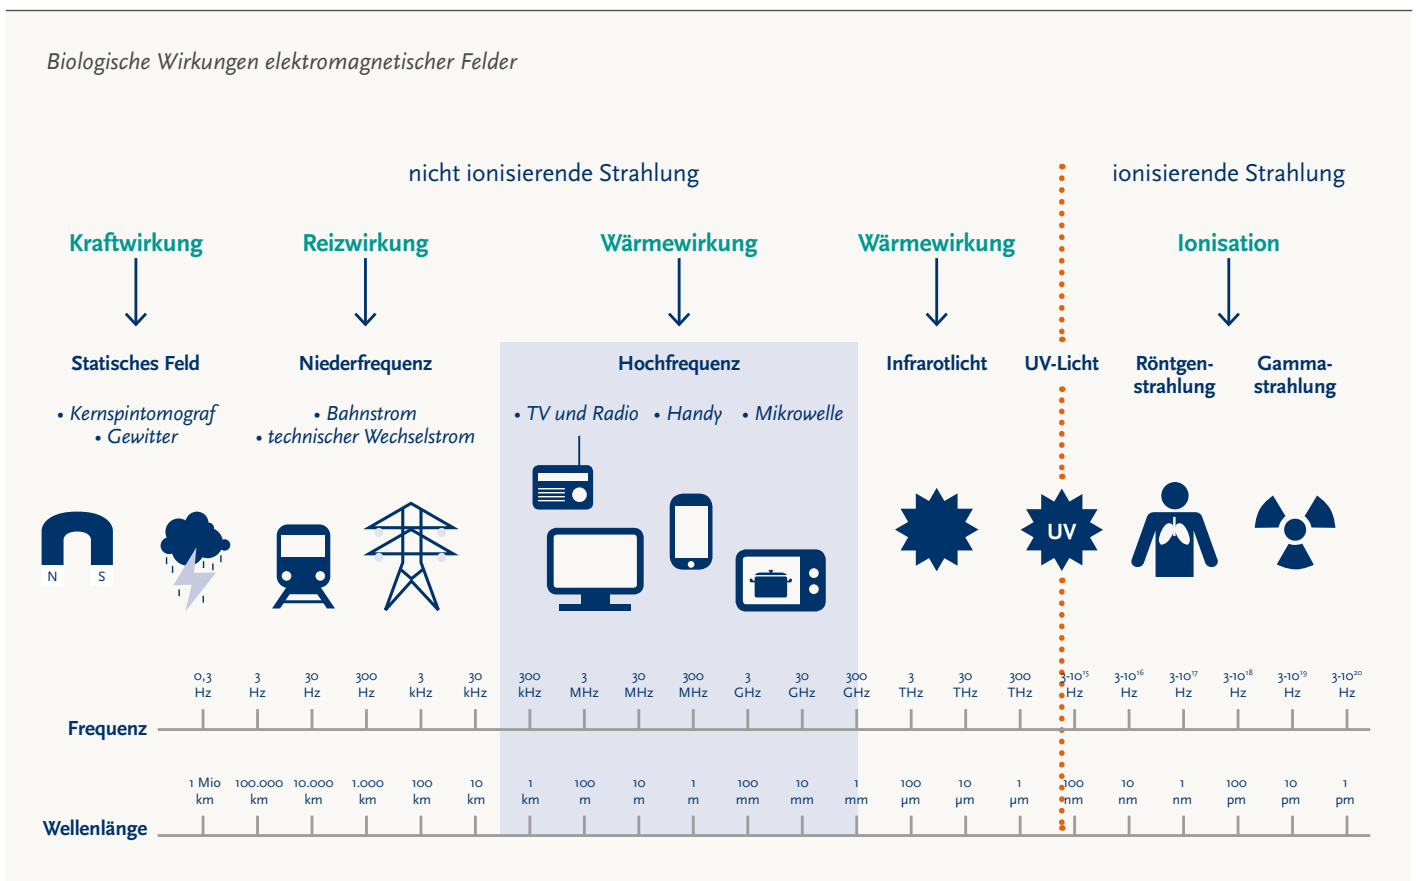 Biologische Wirkungen elektromagnetischer Felder
nicht ionisierende Strahlung
ionisierende Strahlung
Kraftwirkung
Reizwirkung
Wärmewirkung
Wärmewirkung
Ionisation
Statisches Feld
• Kernspintomograf
• Gewitter
Niederfrequenz
• Bahnstrom
• technischer Wechselstrom
Hochfrequenz
• TV und Radio • Handy • Mikrowelle
Infrarotlicht
UV-Licht
Röntgen-
strahlung
Gamma-
strahlung
N S
UV
0,3 3 30 300 3 30 300 3 30 300 3 30 300 3 30 300 3-10¹⁵ 3-10¹⁶ 3-10¹⁷ 3-10¹⁸ 3-10¹⁹ 3-10²⁰
Hz Hz Hz Hz kHz kHz kHz MHz MHz MHz GHz GHz GHz THz THz THz Hz Hz Hz Hz Hz Hz
Frequenz
1 Mio 100.000 10.000 1.000 100 10 1 100 10 1 100 10 1 100 10 1 100 10 1 100 10 1
km km km km km km km m m m mm mm mm µm µm µm nm nm nm pm pm pm
Wellenlänge